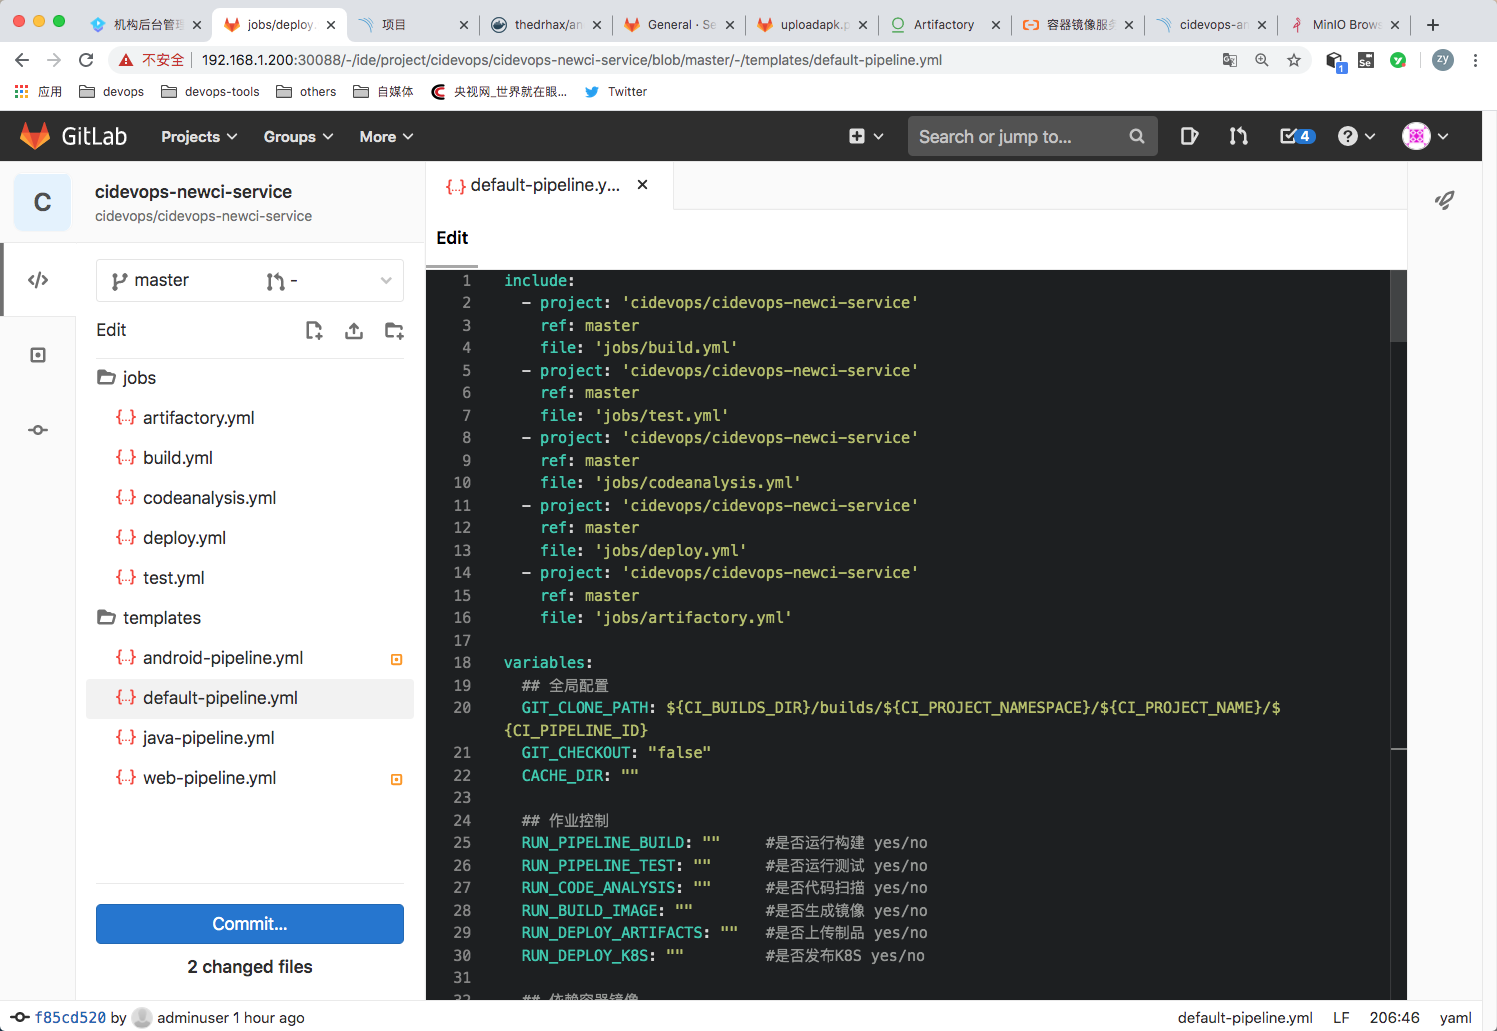 机构后台管理
jobs/deploy.
项目
thedrhax/an
General · Se
uploadapk.p
Artifactory
容器镜像服务
cidevops-an
MinIO Brows
不安全 192.168.1.200:30088/-/ide/project/cidevops/cidevops-newci-service/blob/master/-/templates/default-pipeline.yml
1
zy
应用 devops devops-tools others 自媒体 央视网_世界就在眼... Twitter
GitLab Projects Groups More Search or jump to... 4
C
cidevops-newci-service
cidevops/cidevops-newci-service
master -
Edit
jobs
artifactory.yml
build.yml
codeanalysis.yml
deploy.yml
test.yml
templates
android-pipeline.yml
default-pipeline.yml
java-pipeline.yml
web-pipeline.yml
Commit...
2 changed files
{..} default-pipeline.y...
Edit
1 include:
2 - project: 'cidevops/cidevops-newci-service'
3 ref: master
4 file: 'jobs/build.yml'
5 - project: 'cidevops/cidevops-newci-service'
6 ref: master
7 file: 'jobs/test.yml'
8 - project: 'cidevops/cidevops-newci-service'
9 ref: master
10 file: 'jobs/codeanalysis.yml'
11 - project: 'cidevops/cidevops-newci-service'
12 ref: master
13 file: 'jobs/deploy.yml'
14 - project: 'cidevops/cidevops-newci-service'
15 ref: master
16 file: 'jobs/artifactory.yml'
17
18 variables:
19 ## 全局配置
20 GIT_CLONE_PATH: ${CI_BUILDS_DIR}/builds/${CI_PROJECT_NAMESPACE}/${CI_PROJECT_NAME}/$
{CI_PIPELINE_ID}
21 GIT_CHECKOUT: "false"
22 CACHE_DIR: ""
23
24 ## 作业控制
25 RUN_PIPELINE_BUILD: "" #是否运行构建 yes/no
26 RUN_PIPELINE_TEST: "" #是否运行测试 yes/no
27 RUN_CODE_ANALYSIS: "" #是否代码扫描 yes/no
28 RUN_BUILD_IMAGE: "" #是否生成镜像 yes/no
29 RUN_DEPLOY_ARTIFACTS: "" #是否上传制品 yes/no
30 RUN_DEPLOY_K8S: "" #是否发布K8S yes/no
31
32 ## 依赖容器镜像
f85cd520 by adminuser 1 hour ago
default-pipeline.yml LF 206:46 yaml